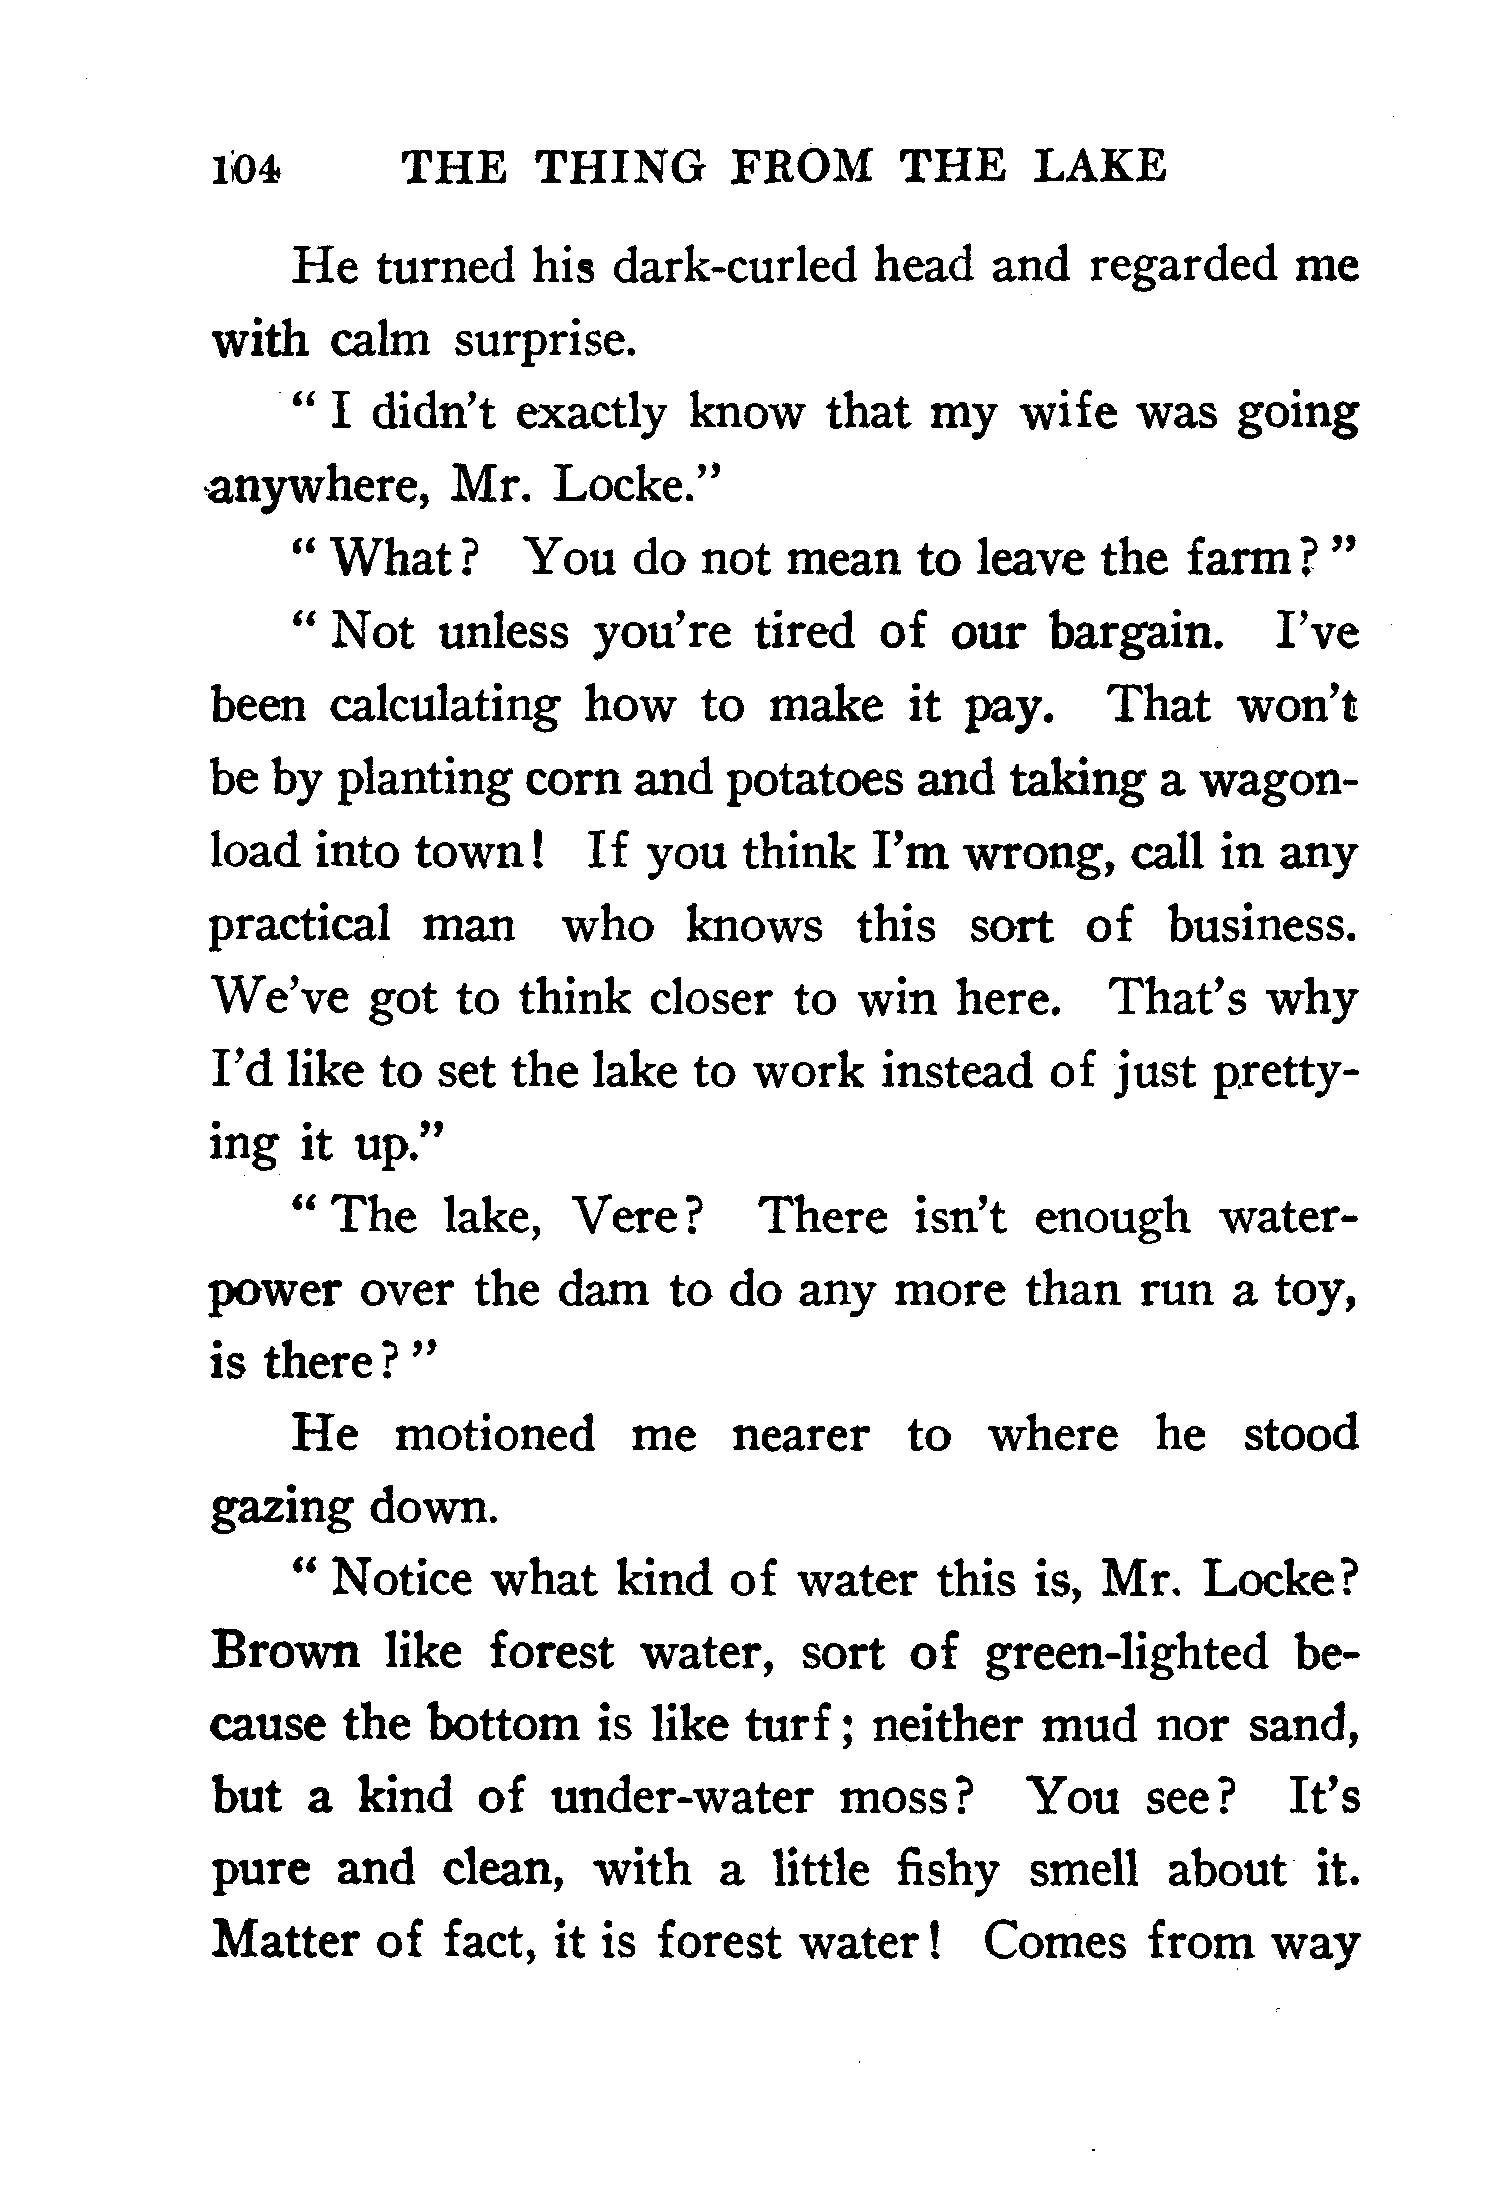 104 THE THING FROM THE LAKE
He turned his dark-curled head and regarded me
with calm surprise.
“ I didn’t exactly know that my wife was going
anywhere, Mr. Locke.”
“ What ? You do not mean to leave the farm ? ”
“ Not unless you’re tired of our bargain. I’ve
been calculating how to make it pay. That won’t
be by planting corn and potatoes and taking a wagon-
load into town ! If you think I’m wrong, call in any
practical man who knows this sort of business.
We’ve got to think closer to win here. That’s why
I’d like to set the lake to work instead of just pretty-
ing it up.”
“ The lake, Vere ? There isn’t enough water-
power over the dam to do any more than run a toy,
is there ? ”
He motioned me nearer to where he stood
gazing down.
“ Notice what kind of water this is, Mr. Locke ?
Brown like forest water, sort of green-lighted be-
cause the bottom is like turf ; neither mud nor sand,
but a kind of under-water moss ? You see ? It’s
pure and clean, with a little fishy smell about it.
Matter of fact, it is forest water ! Comes from way